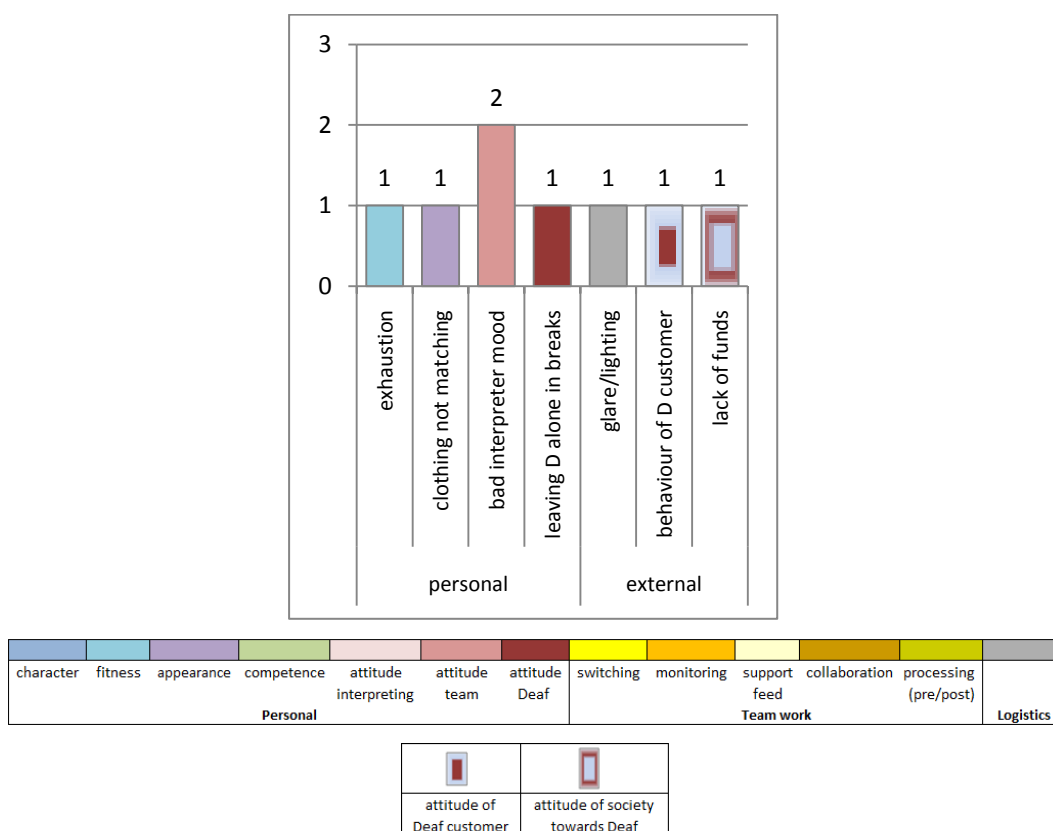 3
2
1
0
1
1
2
1
1
1
1
exhaustion
clothing not matching
bad interpreter mood
leaving D alone in breaks
glare/lighting
behaviour of D customer
lack of funds
personal
external
character
fitness
appearance
competence
attitude
interpreting
attitude
team
attitude
Deaf
switching
monitoring
support
feed
collaboration
processing
(pre/post)
Personal
Team work
Logistics
attitude of
Deaf customer
attitude of society
towards Deaf